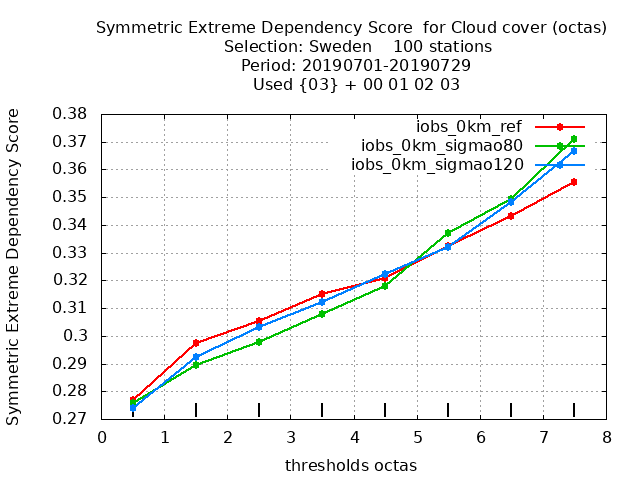 Symmetric Extreme Dependency Score  for Cloud cover (octas)
Selection: Sweden    100 stations
Period: 20190701-20190729
Used {03} + 00 01 02 03
Symmetric Extreme Dependency Score
0.38
0.37
0.36
0.35
0.34
0.33
0.32
0.31
0.3
0.29
0.28
0.27
iobs_0km_ref
iobs_0km_sigmao80
iobs_0km_sigmao120
0 1 2 3 4 5 6 7 8
thresholds octas